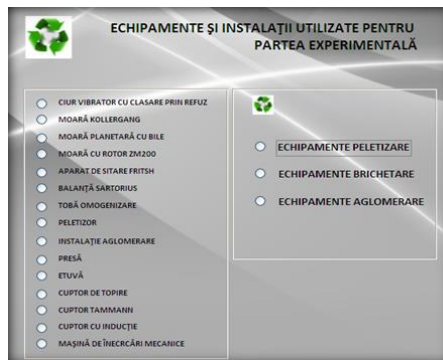 ECHIPAMENTE ŞI INSTALAŢII UTILIZATE PENTRU
PARTEA EXPERIMENTALĂ
CIUR VIBRATOR CU CLASARE PRIN REFUZ
MOARĂ KOLLERGANG
MOARĂ PLANETARĂ CU BILE
MOARĂ CU ROTOR ZM200
APARAT DE SITARE FRITSH
BALANŢĂ SARTORIUS
TOBĂ OMOGENIZARE
PELETIZOR
INSTALAŢIE AGLOMERARE
PRESĂ
ETUVĂ
CUPTOR DE TOPIRE
CUPTOR TAMMANN
CUPTOR CU INDUCŢIE
MAŞINĂ DE ÎNECRCĂRI MECANICE
ECHIPAMENTE PELETIZARE
ECHIPAMENTE BRICHETARE
ECHIPAMENTE AGLOMERARE